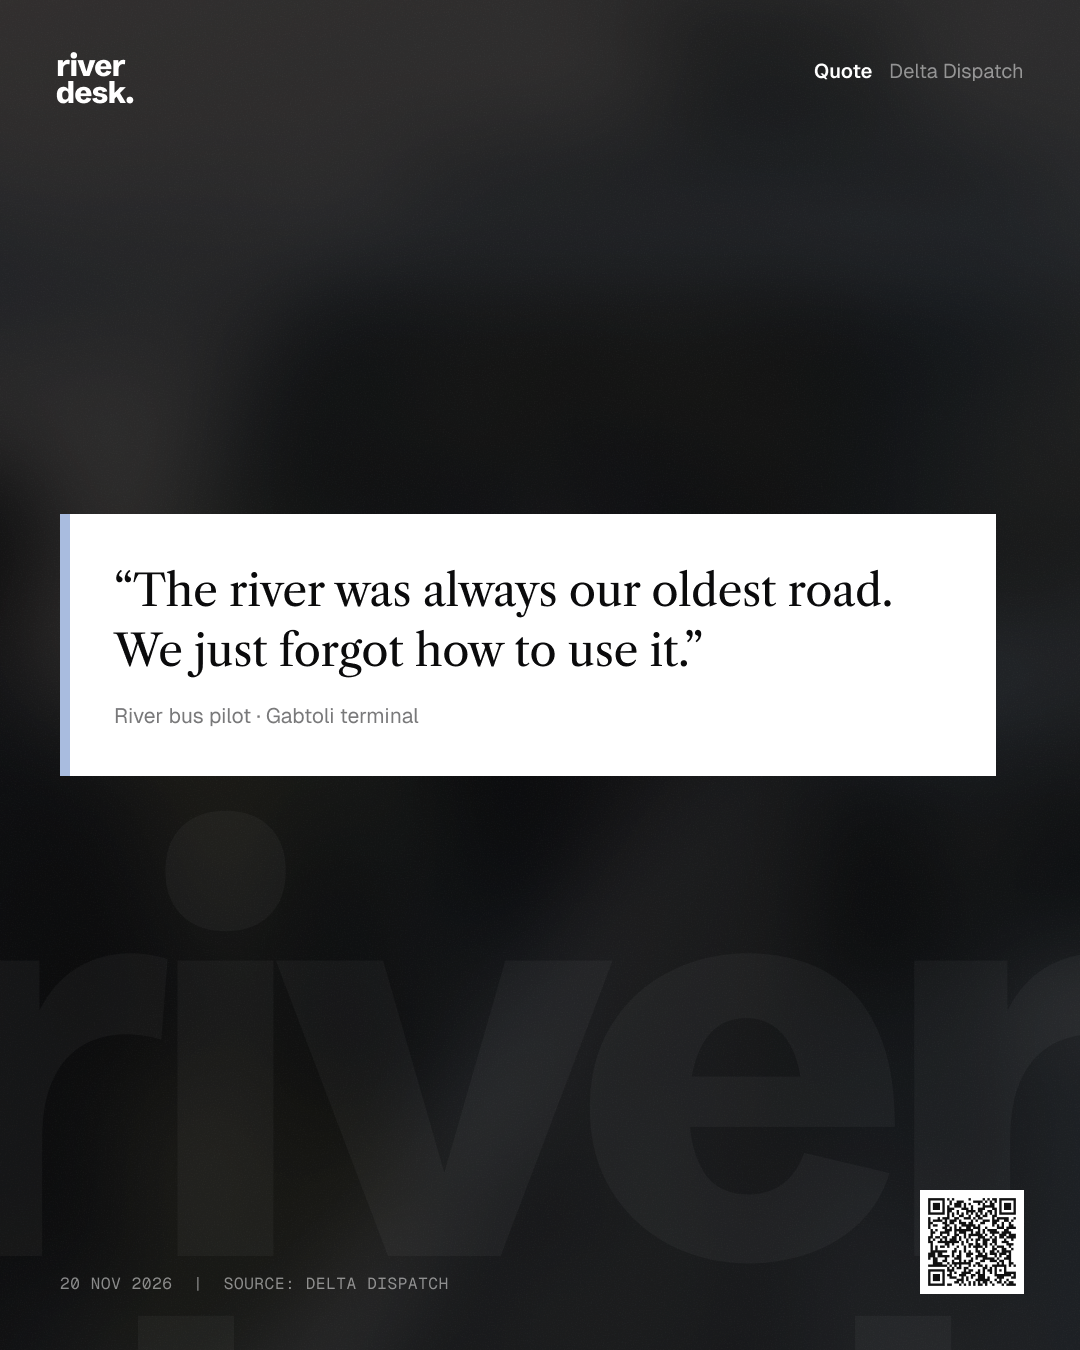 river
desk.
Quote Delta Dispatch
“The river was always our oldest road.
We just forgot how to use it.”
River bus pilot · Gabtoli terminal
river
20 NOV 2026 | SOURCE: DELTA DISPATCH